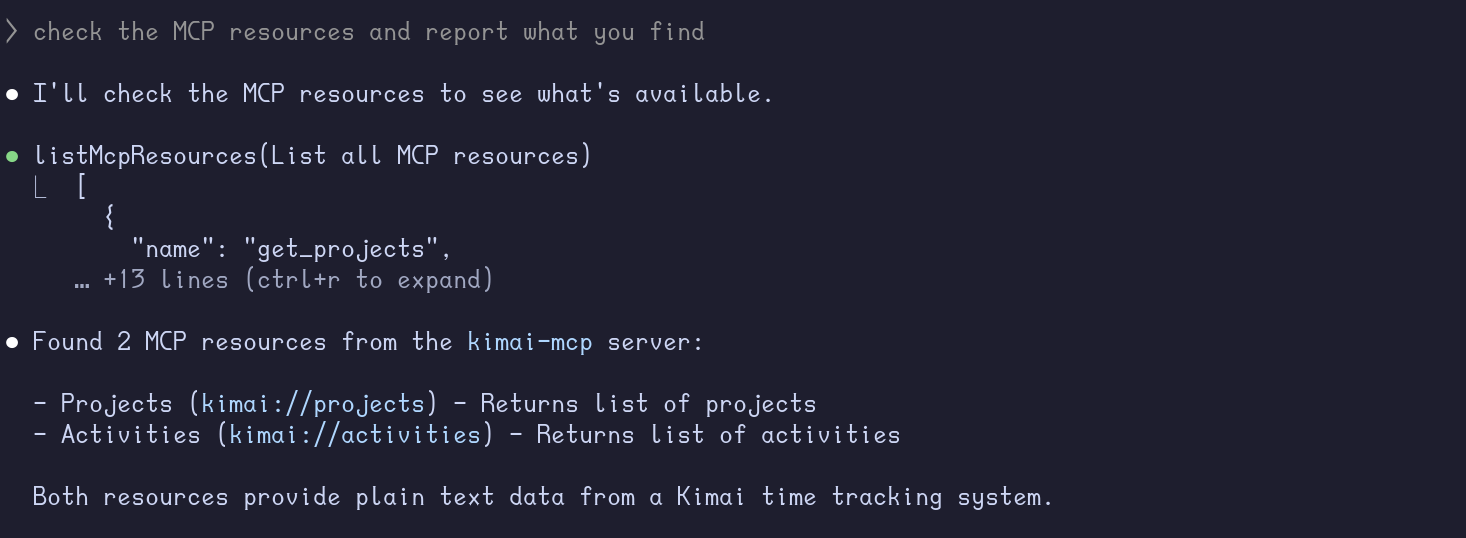 > check the MCP resources and report what you find
● I'll check the MCP resources to see what's available.
● listMcpResources(List all MCP resources)
⎿ [
{
"name": "get_projects",
… +13 lines (ctrl+r to expand)
● Found 2 MCP resources from the kimai-mcp server:
- Projects (kimai://projects) - Returns list of projects
- Activities (kimai://activities) - Returns list of activities
Both resources provide plain text data from a Kimai time tracking system.